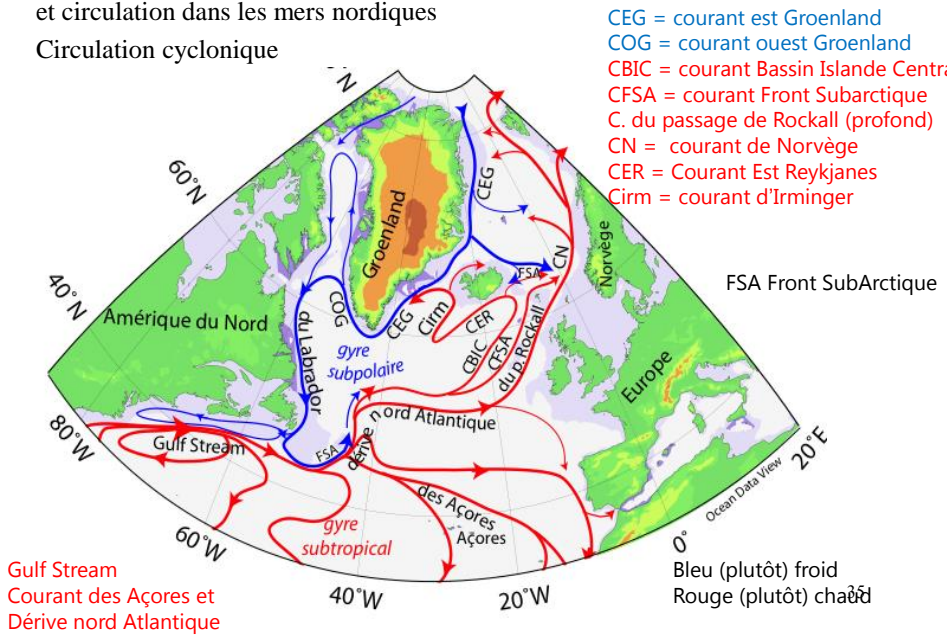 et circulation dans les mers nordiques
Circulation cyclonique
CEG = courant est Groenland
COG = courant ouest Groenland
CBIC = courant Bassin Islande Centra
CFSA = courant Front Subarctique
C. du passage de Rockall (profond)
CN = courant de Norvège
CER = Courant Est Reykjanes
Cirm = courant d'Irminger
FSA Front SubArctique
°N
60°N
40°N
80°W
60°W
40°W
20°W
0°
20°E
Groenland
CEG
CN
Norvège
FSA
Amérique du Nord
COG
CEG
Cirm
CER
CBIC
CFSA
du p. Rockall
du Labrador
gyre
subpolaire
Europe
Gulf Stream
FSA
dérive nord Atlantique
des Açores
Açores
gyre
subtropical
Ocean Data View
Gulf Stream
Courant des Açores et
Dérive nord Atlantique
Bleu (plutôt) froid
Rouge (plutôt) chaud